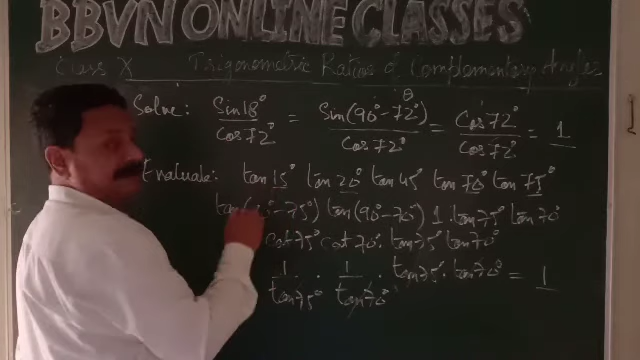 BBVN ONLINE CLASSES
Class X Trigonometric Ratios of Complementary Angles
Solve: Sin18°/Cos72° = Sin(90°-72°)/Cos72° = Cos72°/Cos72° = 1
θ
Evaluate: tan15° tan20° tan45 tan70° tan75°
tan( °-75°) tan(90°-70°) 1. tan75° tan70°
cot75° cot70°. tan75° tan70°
1/tan75° . 1/tan70° . tan75°. tan70° = 1